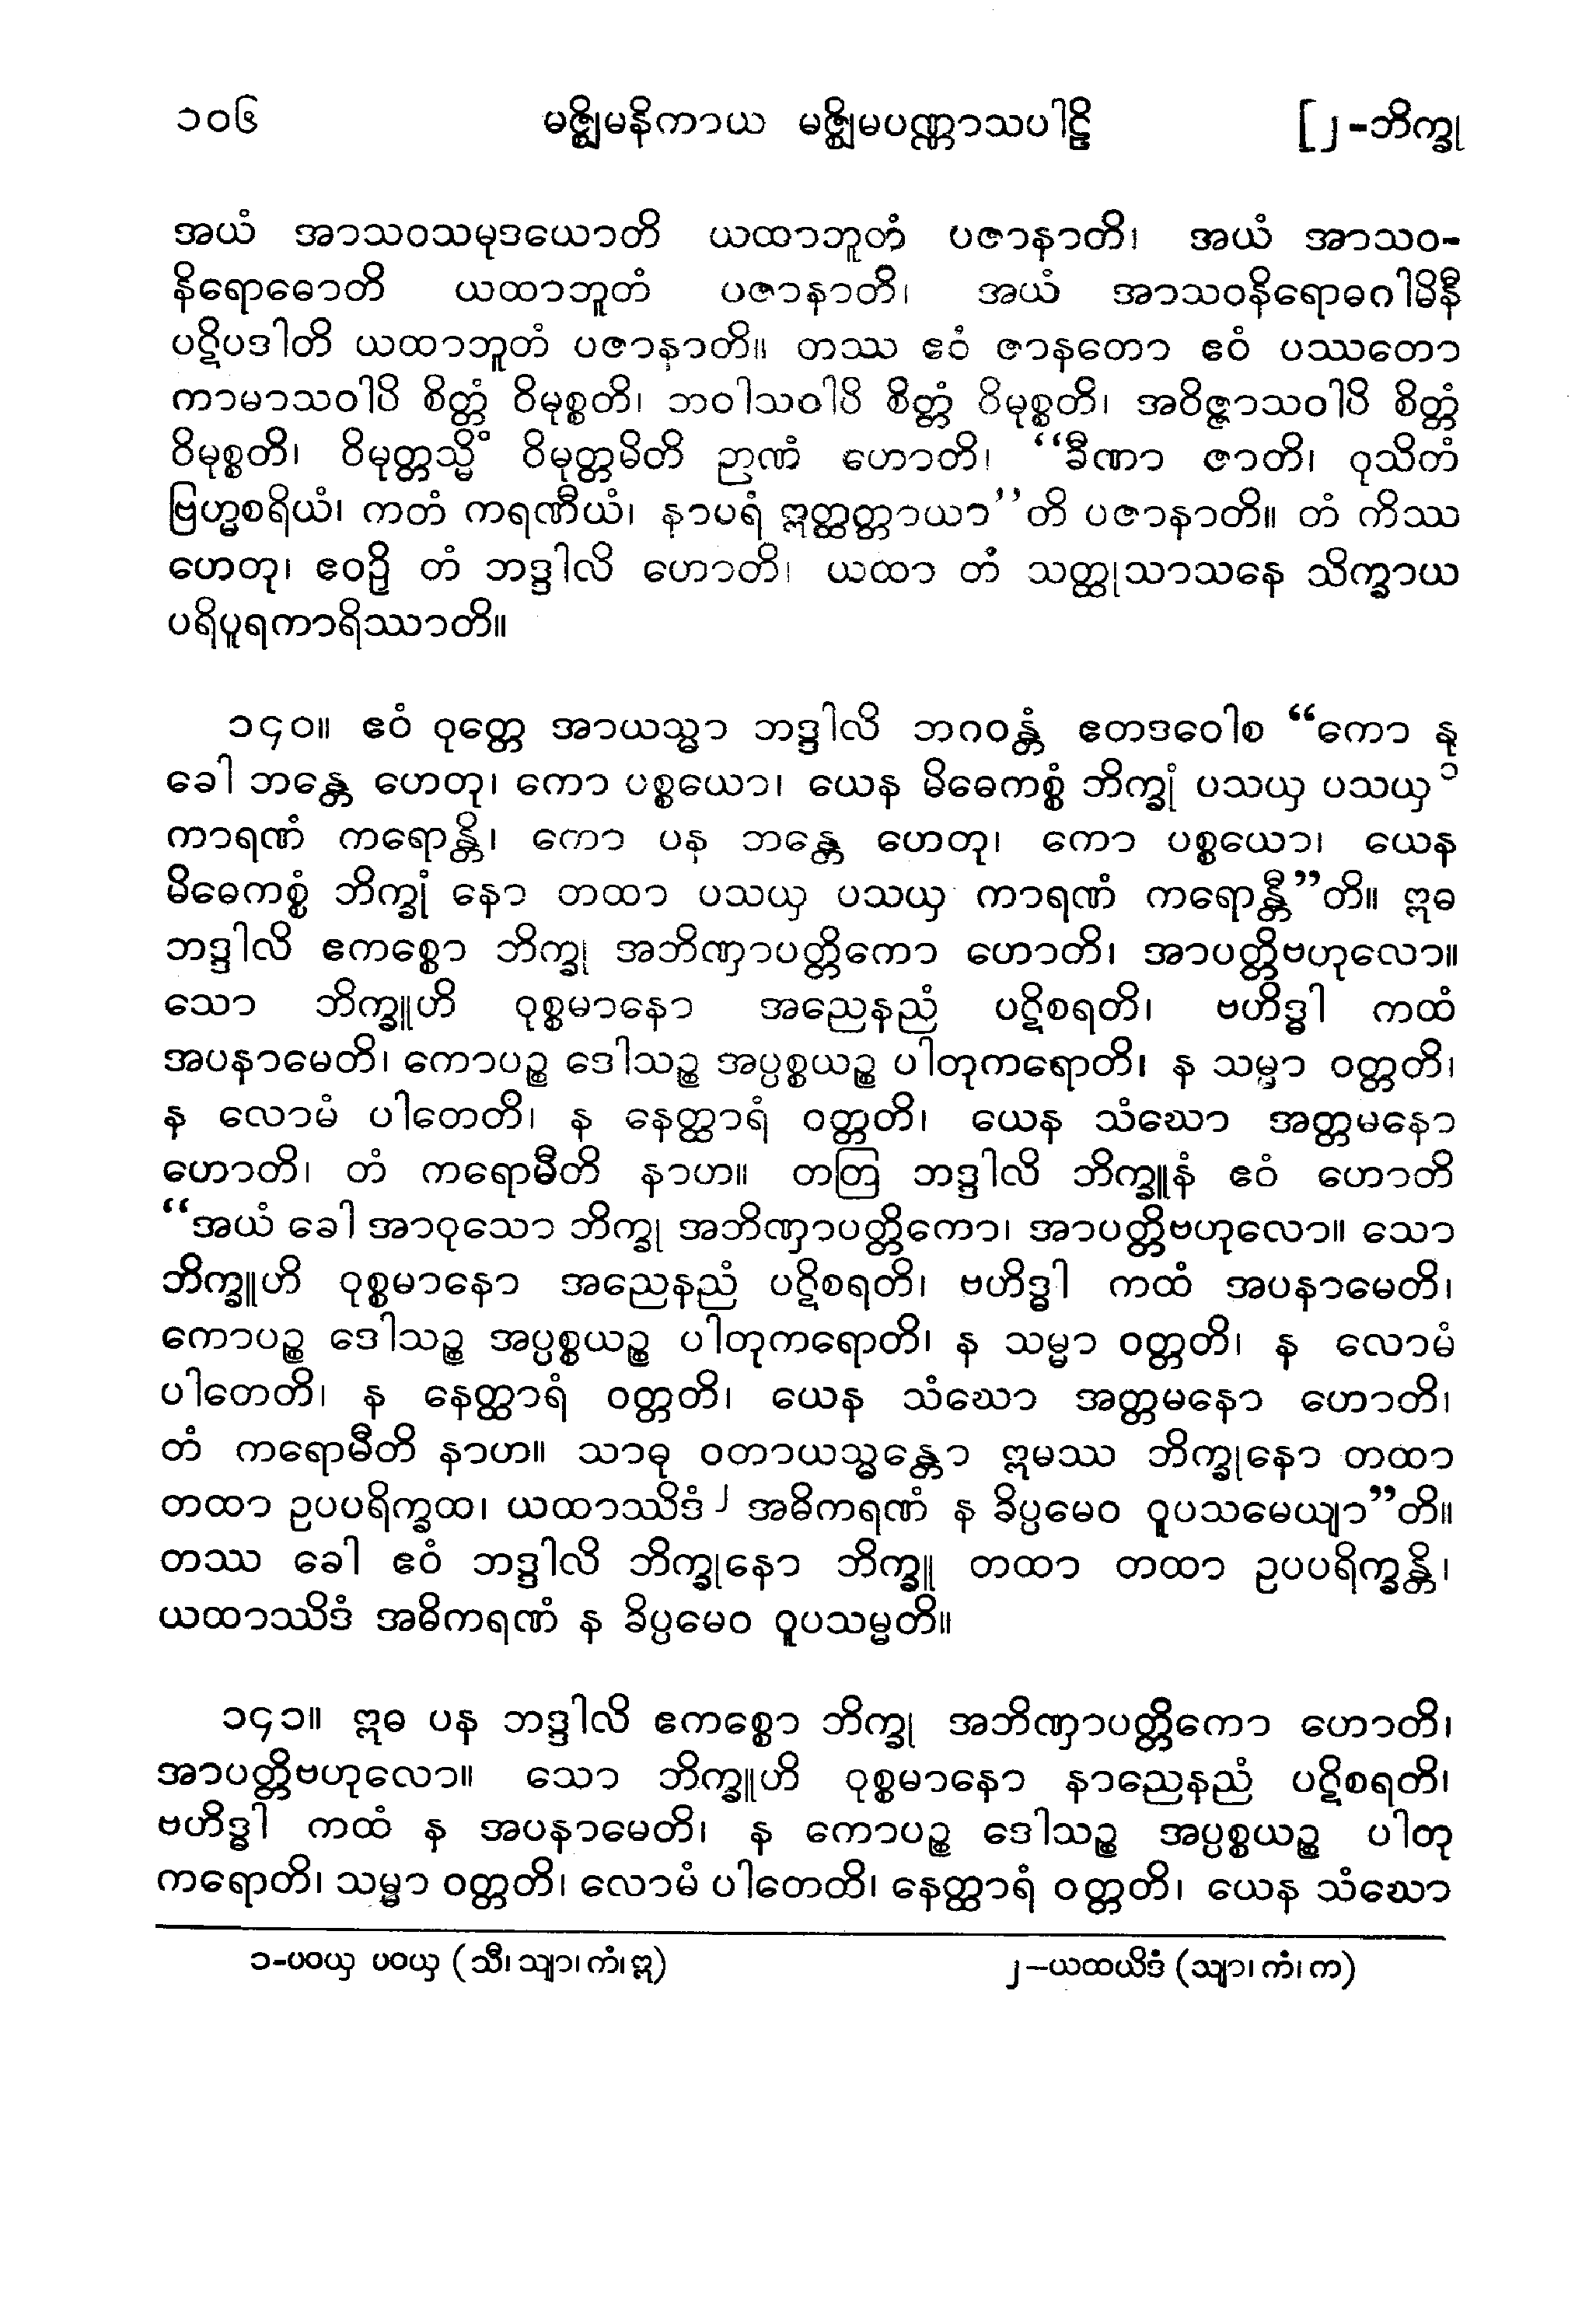 ၁၀၆ မဇ္ဈိမနိကာယ မဇ္ဈိမပဏ္ဏာသပါဠိ [၂-ဘိက္ခု
အယံ အာသဝသမုဒယောတိ ယထာဘူတံ ပဇာနာတိ၊ အယံ အာသဝ-
နိရောဓောတိ ယထာဘူတံ ပဇာနာတိ၊ အယံ အာသဝနိရောဓဂါမိနီ
ပဋိပဒါတိ ယထာဘူတံ ပဇာနာတိ။ တဿ ဧဝံ ဇာနတော ဧဝံ ပဿတော
ကာမာသဝါပိ စိတ္တံ ဝိမုစ္စတိ၊ ဘဝါသဝါပိ စိတ္တံ ဝိမုစ္စတိ၊ အဝိဇ္ဇာသဝါပိ စိတ္တံ
ဝိမုစ္စတိ၊ ဝိမုတ္တသ္မိံ ဝိမုတ္တမိတိ ဉာဏံ ဟောတိ၊ “ခီဏာ ဇာတိ၊ ဝုသိတံ
ဗြဟ္မစရိယံ၊ ကတံ ကရဏီယံ၊ နာပရံ ဣတ္ထတ္တာယာ”တိ ပဇာနာတိ။ တံ ကိဿ
ဟေတု၊ ဧဝဉှိ တံ ဘဒ္ဒါလိ ဟောတိ၊ ယထာ တံ သတ္ထုသာသနေ သိက္ခာယ
ပရိပူရကာရိဿာတိ။
၁၄၀။ ဧဝံ ဝုတ္တေ အာယသ္မာ ဘဒ္ဒါလိ ဘဂဝန္တံ ဧတဒဝေါစ “ကော နု
ခေါ ဘန္တေ ဟေတု၊ ကော ပစ္စယော၊ ယေန မိဓေကစ္စံ ဘိက္ခုံ ပသယှ ပသယှ ၁
ကာရဏံ ကရောန္တိ၊ ကော ပန ဘန္တေ ဟေတု၊ ကော ပစ္စယော၊ ယေန
မိဓေကစ္စံ ဘိက္ခုံ နော တထာ ပသယှ ပသယှ ကာရဏံ ကရောန္တီ”တိ။ ဣဓ
ဘဒ္ဒါလိ ဧကစ္စော ဘိက္ခု အဘိဏှာပတ္တိကော ဟောတိ၊ အာပတ္တိဗဟုလော။
သော ဘိက္ခူဟိ ဝုစ္စမာနော အညေနညံ ပဋိစရတိ၊ ဗဟိဒ္ဓါ ကထံ
အပနာမေတိ၊ ကောပဉ္စ ဒေါသဉ္စ အပ္ပစ္စယဉ္စ ပါတုကရောတိ၊ န သမ္မာ ဝတ္တတိ၊
န လောမံ ပါတေတိ၊ န နေတ္ထာရံ ဝတ္တတိ၊ ယေန သံဃော အတ္တမနော
ဟောတိ၊ တံ ကရောမီတိ နာဟ။ တတြ ဘဒ္ဒါလိ ဘိက္ခူနံ ဧဝံ ဟောတိ
“အယံ ခေါ အာဝုသော ဘိက္ခု အဘိဏှာပတ္တိကော၊ အာပတ္တိဗဟုလော။ သော
ဘိက္ခူဟိ ဝုစ္စမာနော အညေနညံ ပဋိစရတိ၊ ဗဟိဒ္ဓါ ကထံ အပနာမေတိ၊
ကောပဉ္စ ဒေါသဉ္စ အပ္ပစ္စယဉ္စ ပါတုကရောတိ၊ န သမ္မာ ဝတ္တတိ၊ န လောမံ
ပါတေတိ၊ န နေတ္ထာရံ ဝတ္တတိ၊ ယေန သံဃော အတ္တမနော ဟောတိ၊
တံ ကရောမီတိ နာဟ။ သာဓု ဝတာယသ္မန္တော ဣမဿ ဘိက္ခုနော တထာ
တထာ ဥပပရိက္ခထ၊ ယထာဿိဒံ ၂ အဓိကရဏံ န ခိပ္ပမေဝ ဝူပသမေယျာ”တိ။
တဿ ခေါ ဧဝံ ဘဒ္ဒါလိ ဘိက္ခုနော ဘိက္ခူ တထာ တထာ ဥပပရိက္ခန္တိ၊
ယထာဿိဒံ အဓိကရဏံ န ခိပ္ပမေဝ ဝူပသမ္မတိ။
၁၄၁။ ဣဓ ပန ဘဒ္ဒါလိ ဧကစ္စော ဘိက္ခု အဘိဏှာပတ္တိကော ဟောတိ၊
အာပတ္တိဗဟုလော။ သော ဘိက္ခူဟိ ဝုစ္စမာနော နာညေနညံ ပဋိစရတိ၊
ဗဟိဒ္ဓါ ကထံ န အပနာမေတိ၊ န ကောပဉ္စ ဒေါသဉ္စ အပ္ပစ္စယဉ္စ ပါတု
ကရောတိ၊ သမ္မာ ဝတ္တတိ၊ လောမံ ပါတေတိ၊ နေတ္ထာရံ ဝတ္တတိ၊ ယေန သံဃော
၁-ပဝယှ ပဝယှ (သီ၊ သျာ၊ ကံ၊ ဣ) ၂-ယထယိဒံ (သျာ၊ ကံ၊ က)